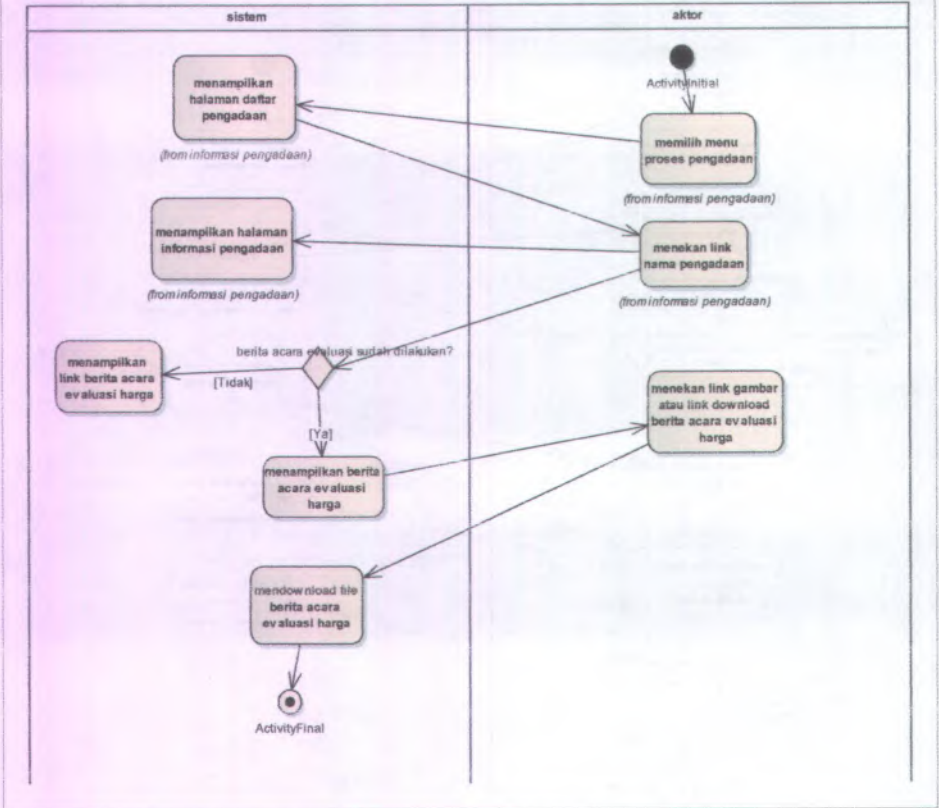 sistem
aktor
ActivityInitial
menampilkan
halaman daftar
pengadaan
(from informasi pengadaan)
memilih menu
proses pengadaan
(from informasi pengadaan)
menampilkan halaman
informasi pengadaan
(from informasi pengadaan)
menekan link
nama pengadaan
(from informasi pengadaan)
berita acara evaluasi sudah dilakukan?
menampilkan
link berita acara
evaluasi harga
[Tidak]
[Ya]
menekan link gambar
atau link download
berita acara evaluasi
harga
menampilkan berita
acara evaluasi
harga
mendownload file
berita acara
evaluasi harga
ActivityFinal